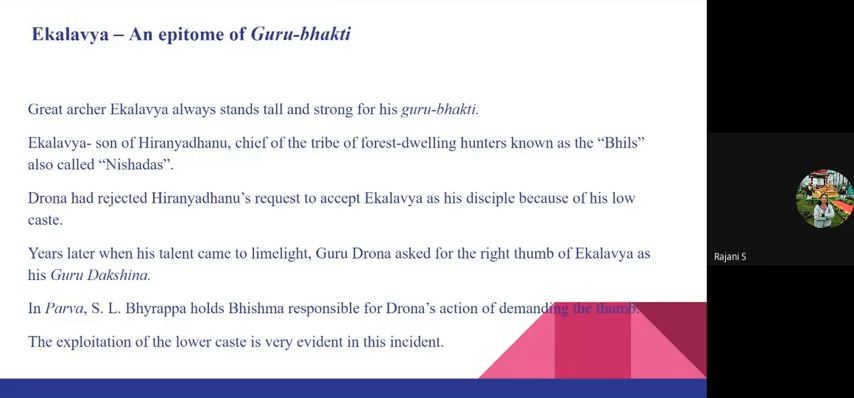 Ekalavya – An epitome of Guru-bhakti
Great archer Ekalavya always stands tall and strong for his guru-bhakti.
Ekalavya- son of Hiranyadhanu, chief of the tribe of forest-dwelling hunters known as the “Bhils”
also called “Nishadas”.
Drona had rejected Hiranyadhanu’s request to accept Ekalavya as his disciple because of his low
caste.
Years later when his talent came to limelight, Guru Drona asked for the right thumb of Ekalavya as
his Guru Dakshina.
In Parva, S. L. Bhyrappa holds Bhishma responsible for Drona’s action of demanding the thumb.
The exploitation of the lower caste is very evident in this incident.
Rajani S